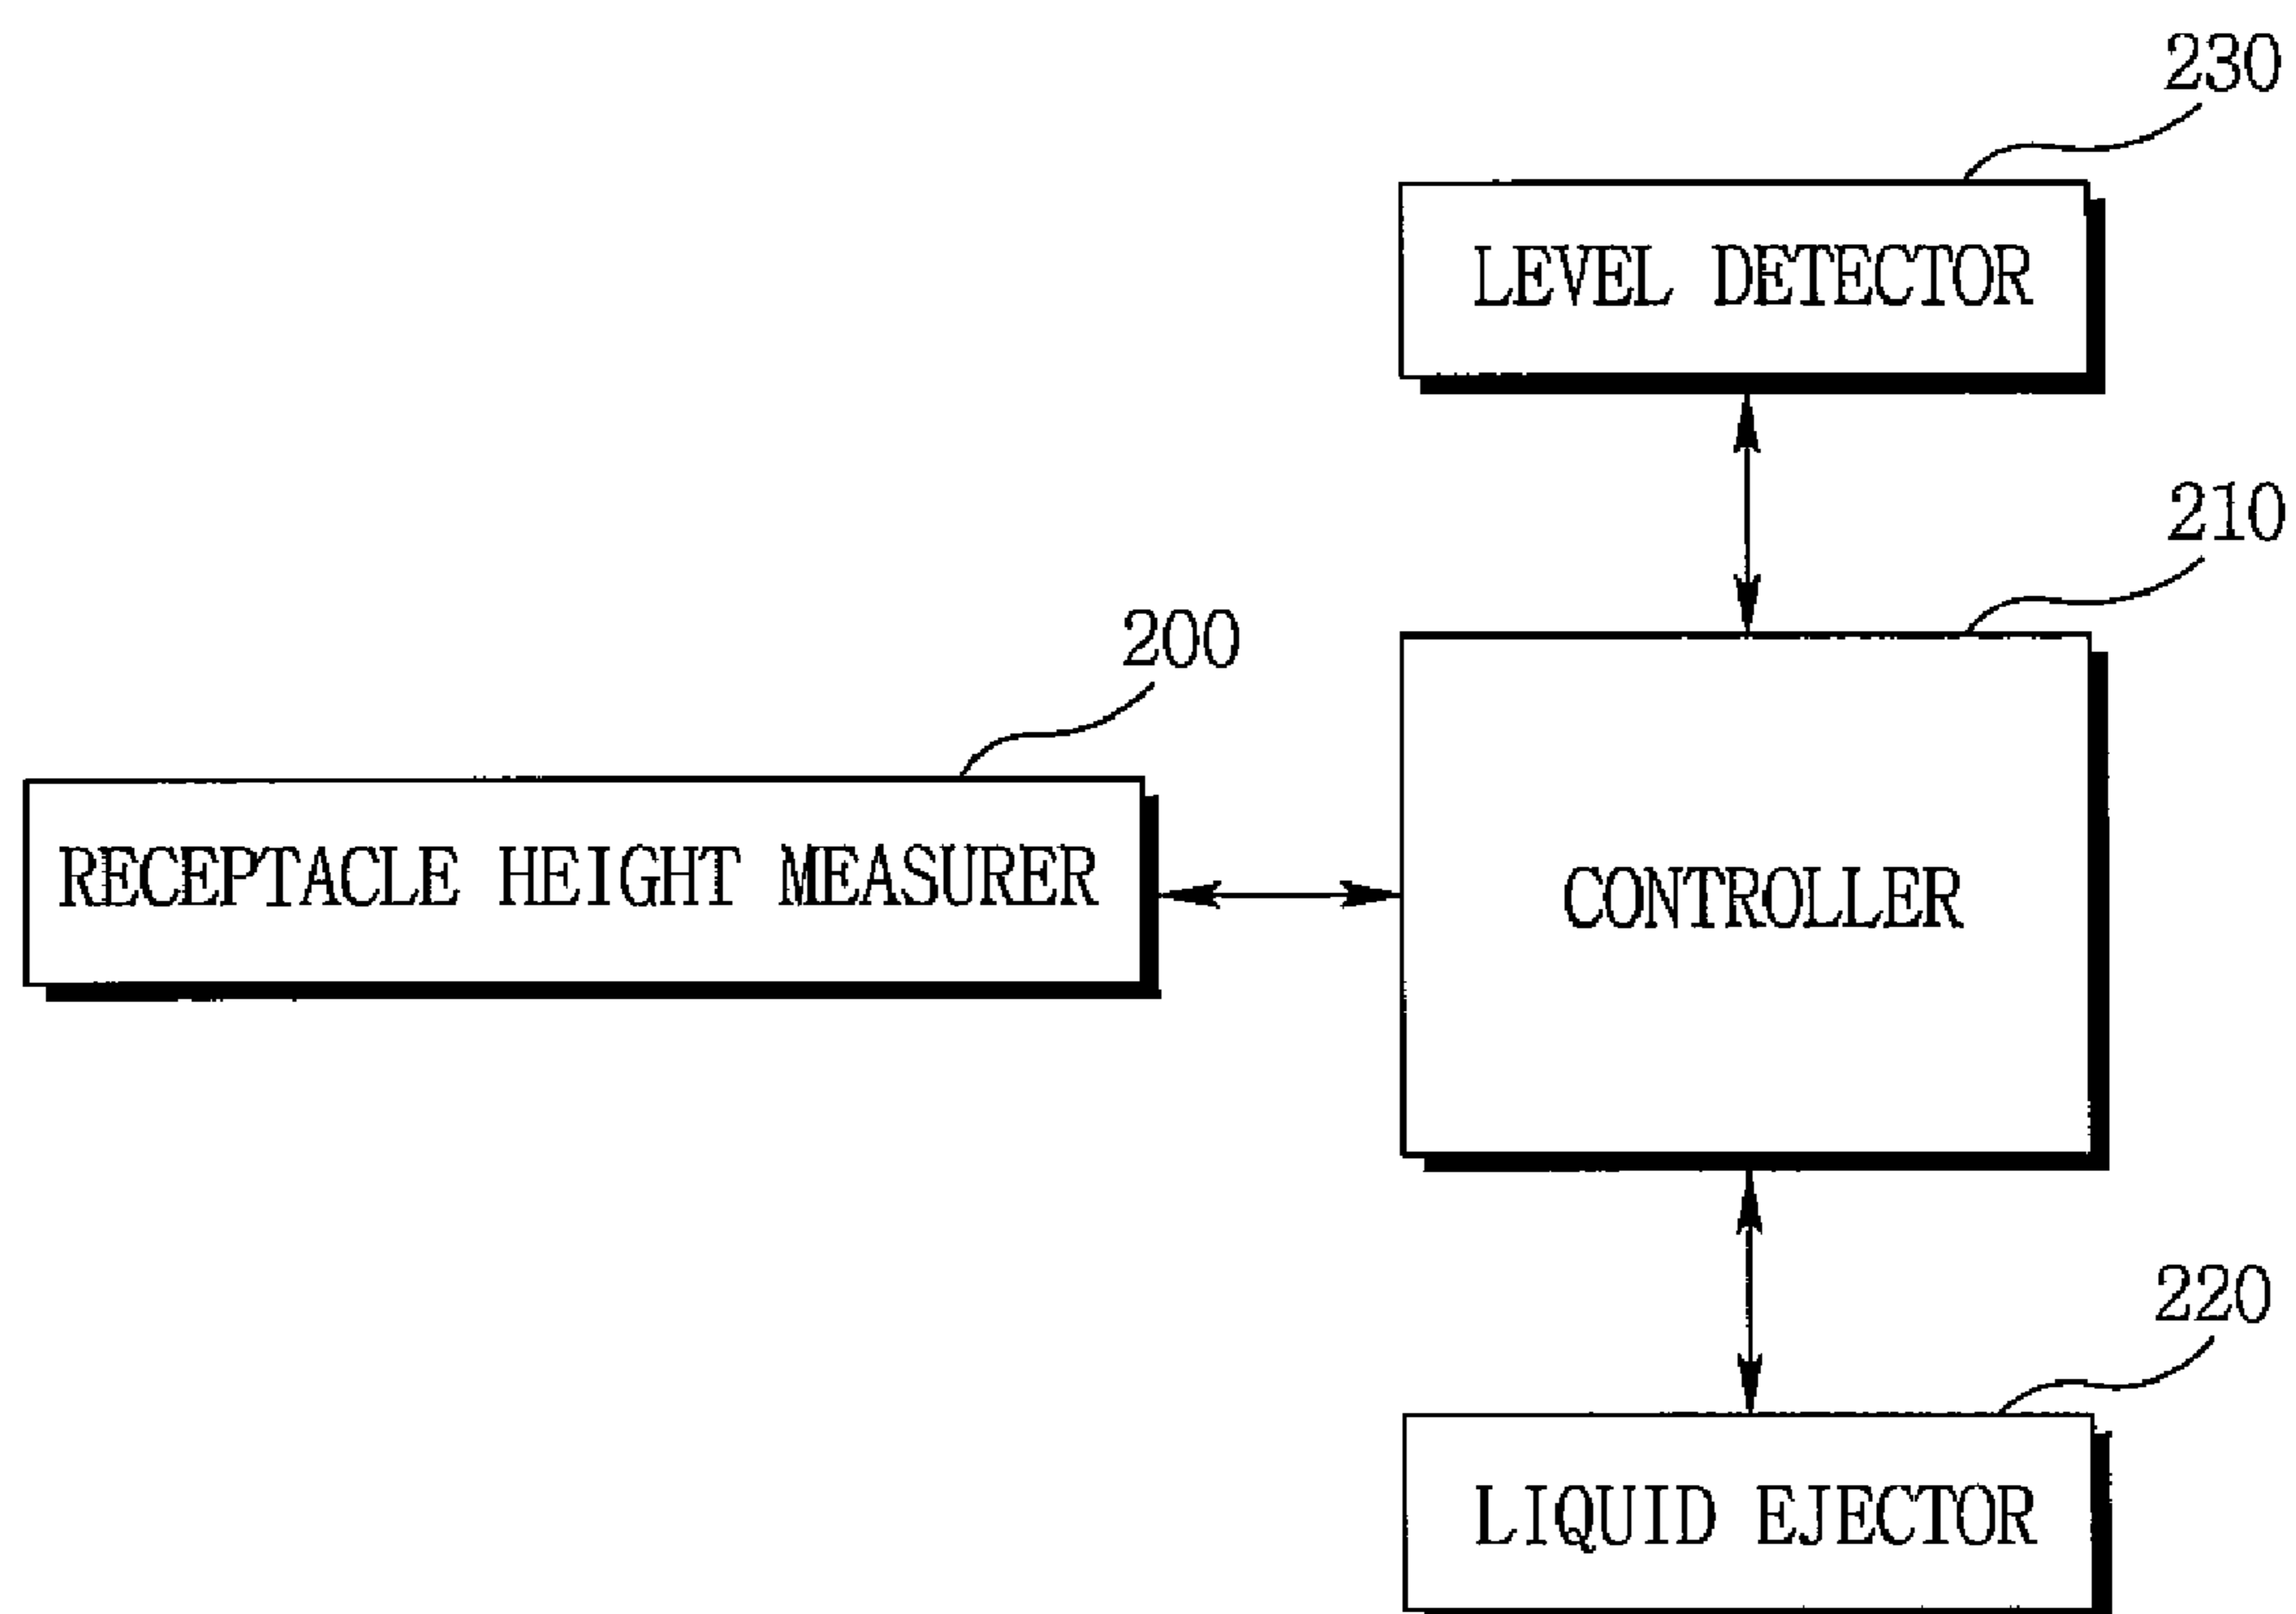 230
LEVEL DETECTOR
210
200
RECEPTACLE HEIGHT MEASURER
CONTROLLER
220
LIQUID EJECTOR